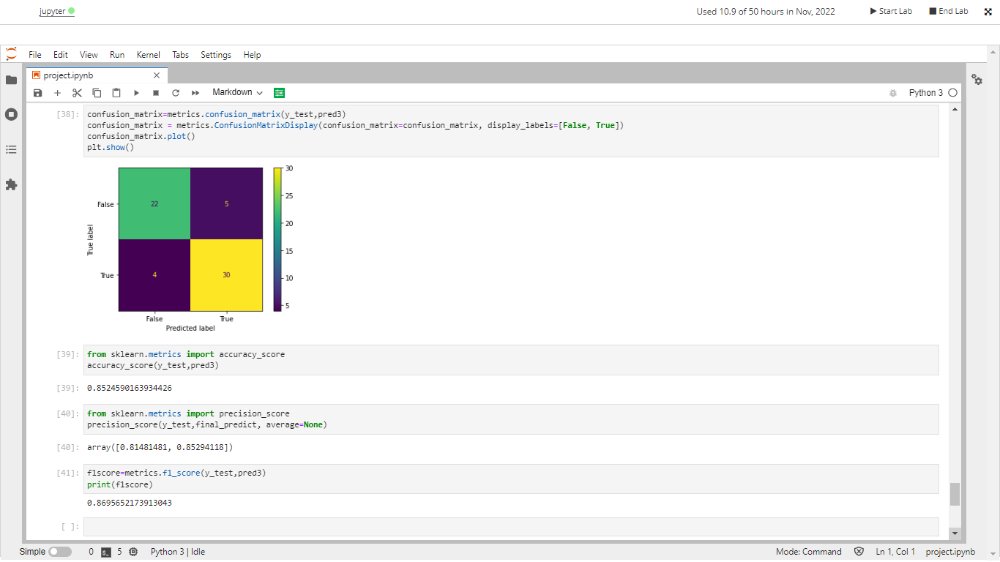 jupyter
Used 10.9 of 50 hours in Nov, 2022
Start Lab
End Lab
File Edit View Run Kernel Tabs Settings Help
project.ipynb
Markdown
Python 3
[38]:
confusion_matrix=metrics.confusion_matrix(y_test,pred3)
confusion_matrix = metrics.ConfusionMatrixDisplay(confusion_matrix=confusion_matrix, display_labels=[False, True])
confusion_matrix.plot()
plt.show()
30
25
20
15
10
5
False
22
5
True label
True
4
30
False
True
Predicted label
[39]:
from sklearn.metrics import accuracy_score
accuracy_score(y_test,pred3)
[39]:
0.8524590163934426
[40]:
from sklearn.metrics import precision_score
precision_score(y_test,final_predict, average=None)
[40]:
array([0.81481481, 0.85294118])
[41]:
f1score=metrics.f1_score(y_test,pred3)
print(f1score)
0.8695652173913043
[ ]:
Simple
0
5
Python 3 | Idle
Mode: Command
Ln 1, Col 1
project.ipynb